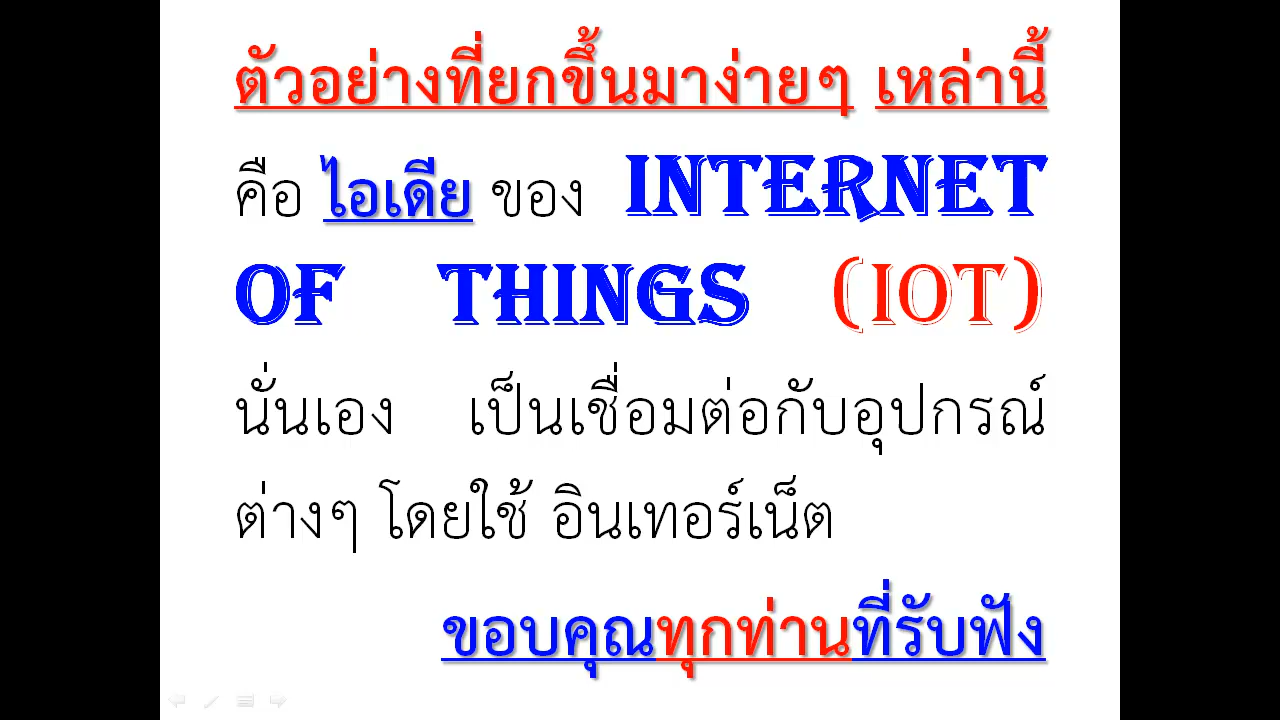 ตัวอย่างที่ยกขึ้นมาง่ายๆ เหล่านี้
คือ ไอเดีย ของ INTERNET
OF THINGS (IOT)
นั่นเอง เป็นเชื่อมต่อกับอุปกรณ์
ต่างๆ โดยใช้ อินเทอร์เน็ต
ขอบคุณทุกท่านที่รับฟัง